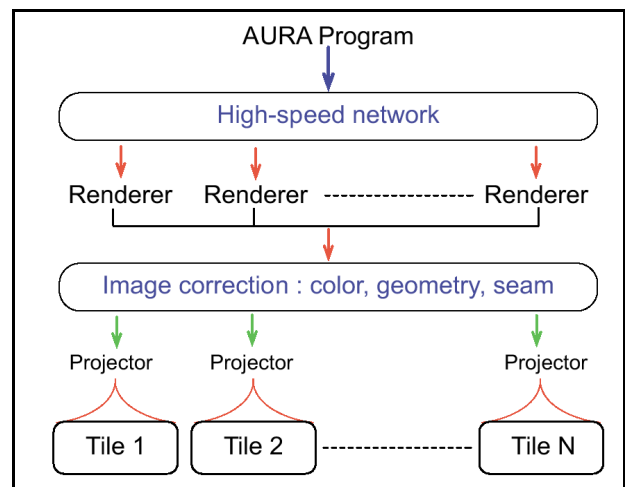 AURA Program
High-speed network
Renderer Renderer Renderer
Image correction : color, geometry, seam
Projector Projector Projector
Tile 1 Tile 2 Tile N